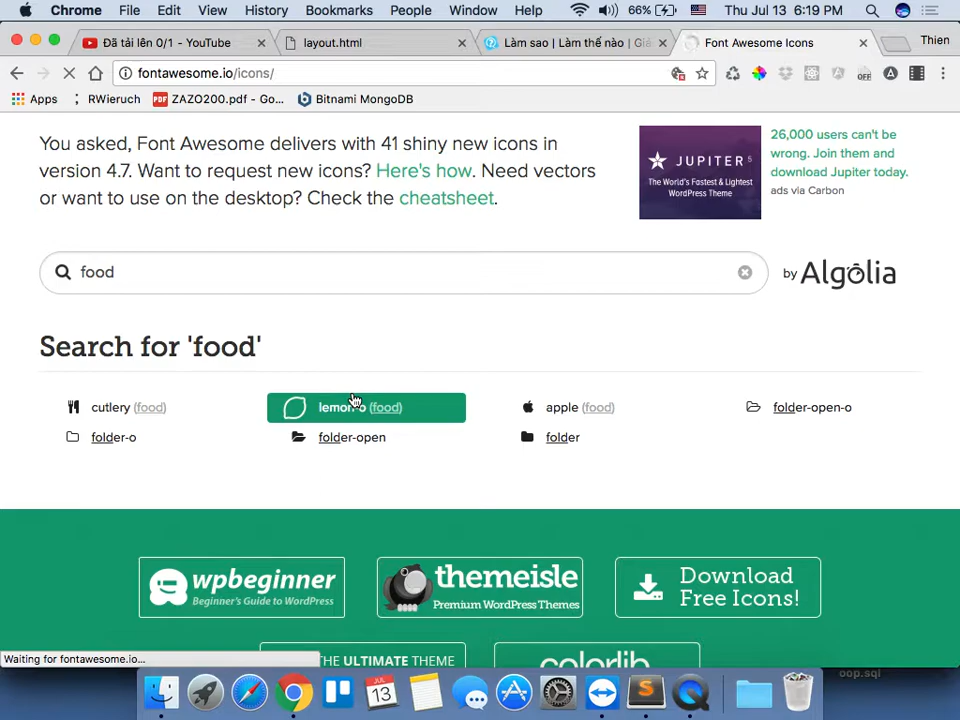 Chrome File Edit View History Bookmarks People Window Help 66% Thu Jul 13 6:19 PM
Đã tải lên 0/1 - YouTube layout.html Làm sao | Làm thế nào | Gi Font Awesome Icons Thien
fontawesome.io/icons/ OFF
Apps RWieruch PDF ZAZO200.pdf - Go... Bitnami MongoDB
You asked, Font Awesome delivers with 41 shiny new icons in
version 4.7. Want to request new icons? Here's how. Need vectors
or want to use on the desktop? Check the cheatsheet.
JUPITER 5
The World's Fastest & Lightest
WordPress Theme
26,000 users can't be
wrong. Join them and
download Jupiter today.
ads via Carbon
food
by Algolia
Search for 'food'
cutlery (food) lemon-o (food) apple (food) folder-open-o
folder-o folder-open folder
wpbeginner
Beginner's Guide to WordPress
themeisle
Premium WordPress Themes
Download
Free Icons!
THE ULTIMATE THEME
colorlib
Waiting for fontawesome.io...
oop.sql
JUL
13
S